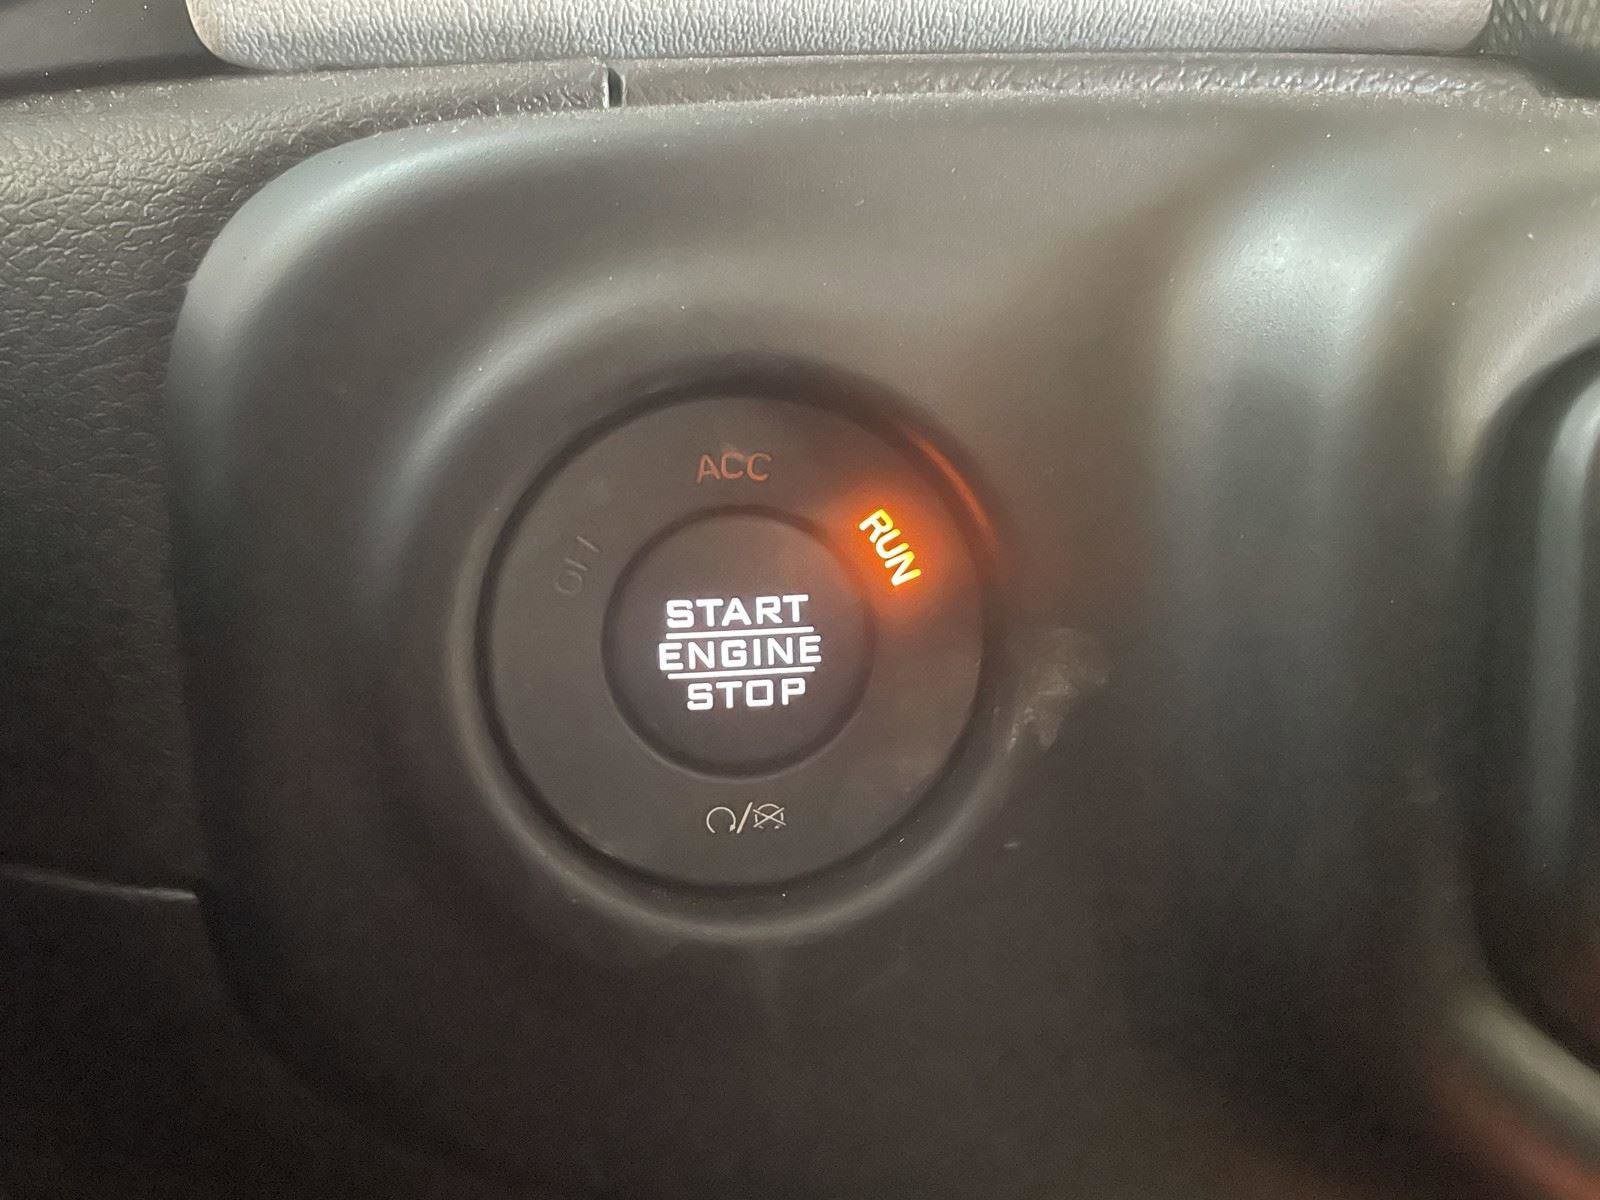 ACC
OFF
RUN
START
ENGINE
STOP